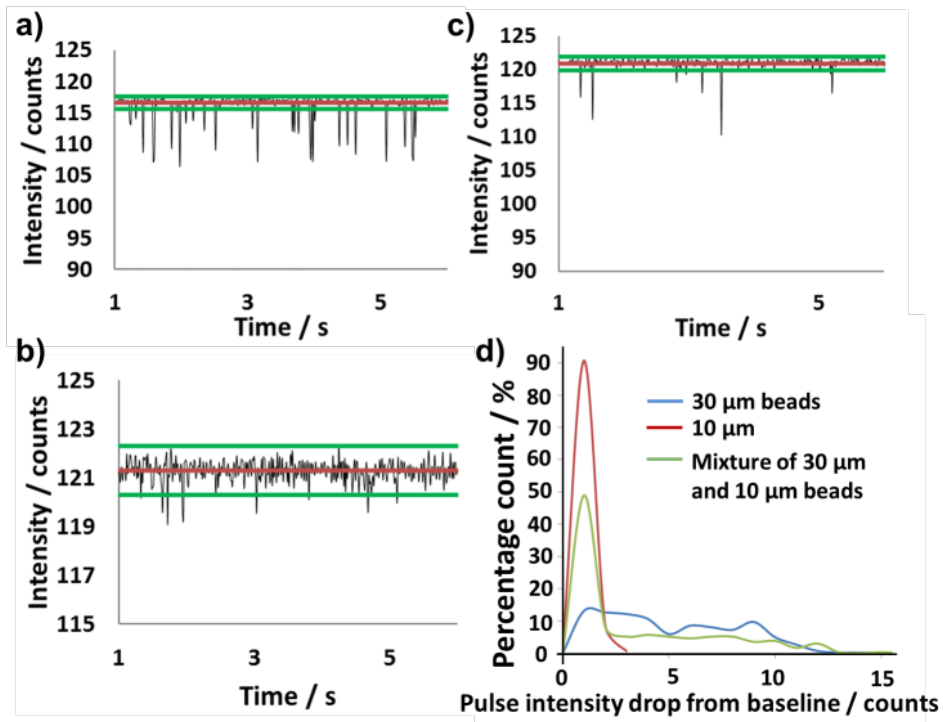 a)
125
120
115
110
105
100
95
90
Intensity / counts
1 3 5
Time / s
c)
125
120
115
110
105
100
95
90
Intensity / counts
1 5
Time / s
b)
125
123
121
119
117
115
Intensity / counts
1 3 5
Time / s
d)
90
80
70
60
50
40
30
20
10
0
Percentage count / %
30 µm beads
10 µm
Mixture of 30 µm
and 10 µm beads
0 5 10 15
Pulse intensity drop from baseline / counts